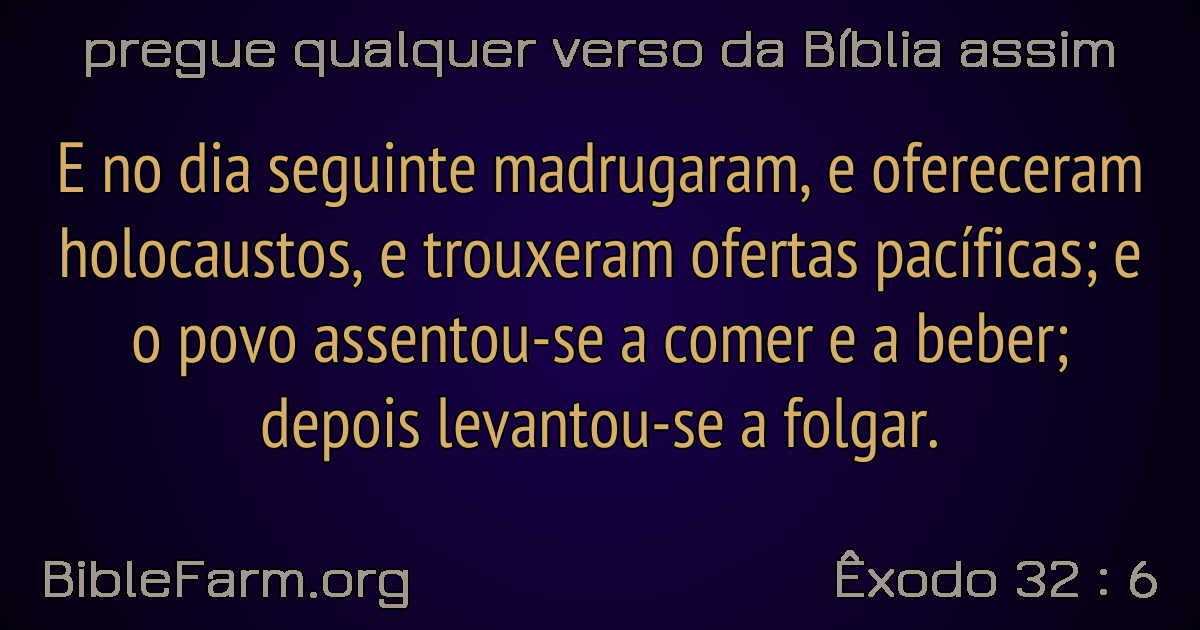 pregue qualquer verso da Bíblia assim
E no dia seguinte madrugaram, e ofereceram
holocaustos, e trouxeram ofertas pacíficas; e
o povo assentou-se a comer e a beber;
depois levantou-se a folgar.
BibleFarm.org
Êxodo 32 : 6